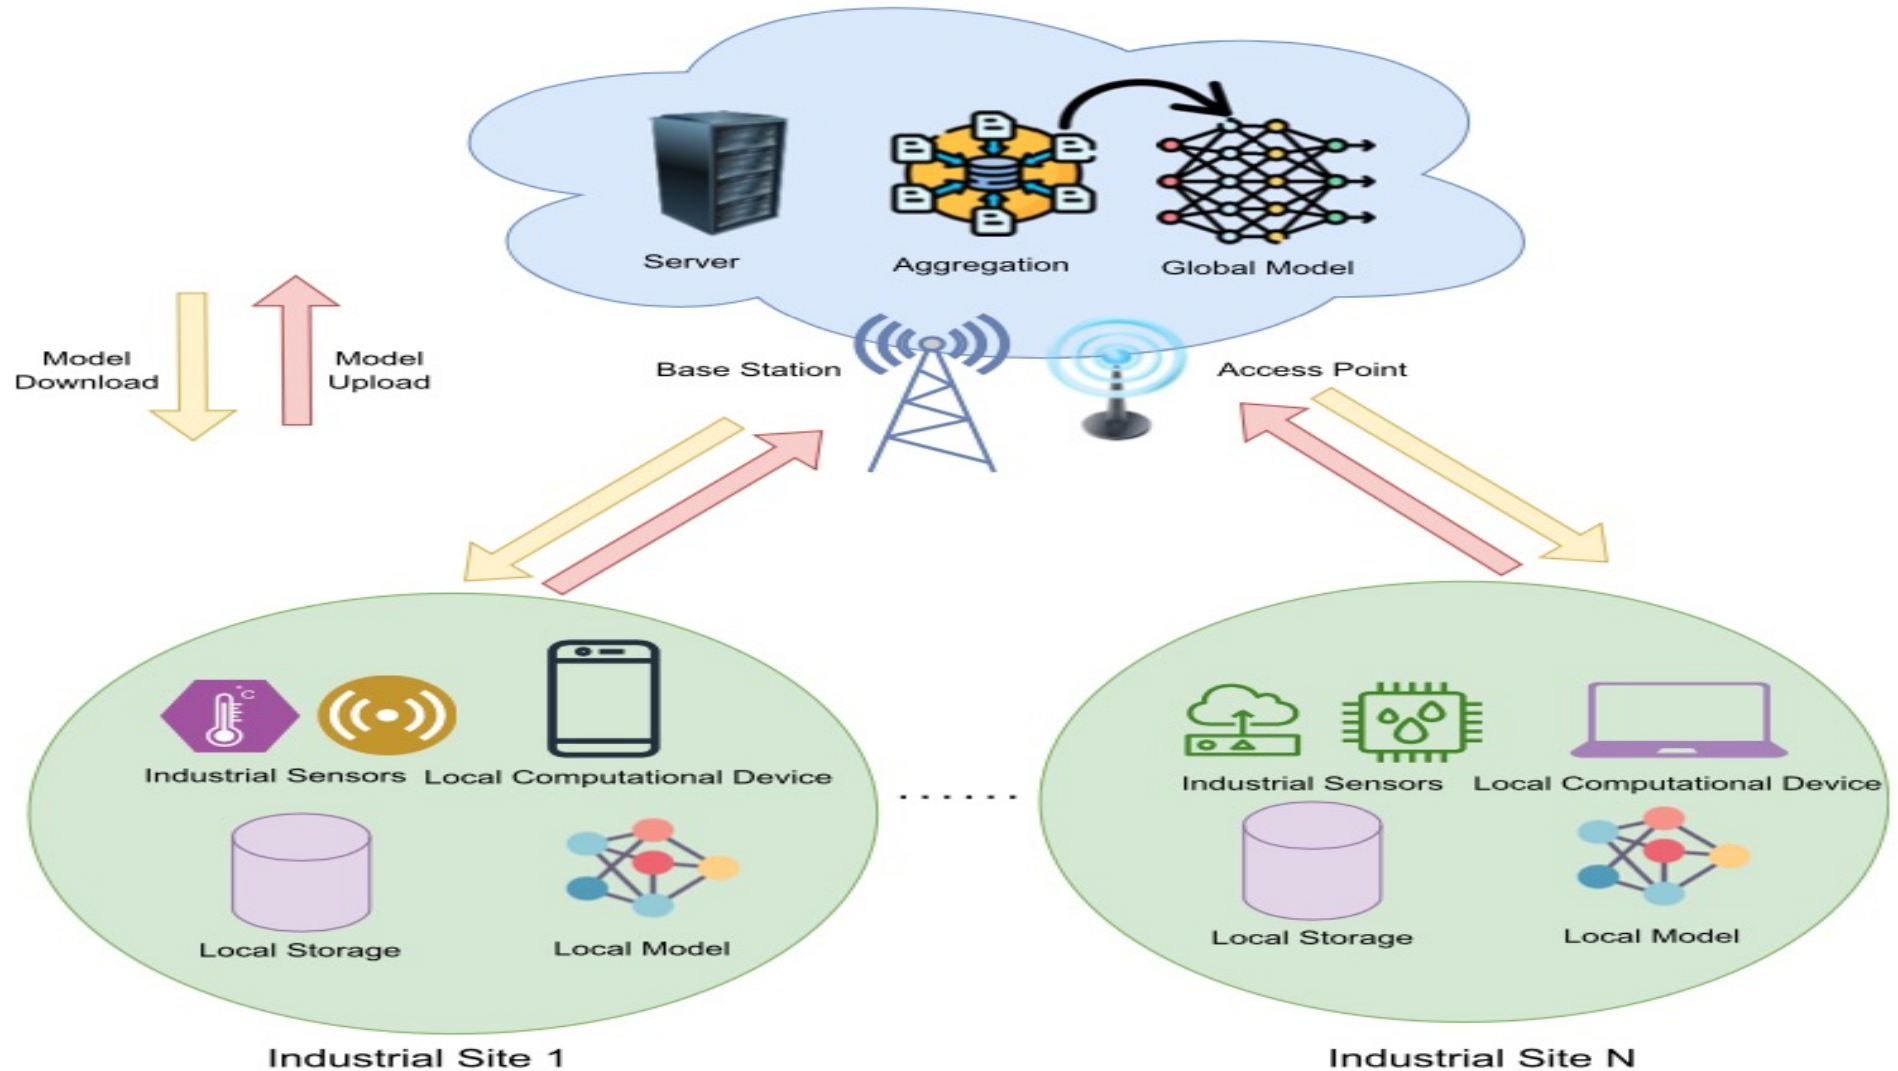 Server
Aggregation
Global Model
Model
Download
Model
Upload
Base Station
Access Point
°C
Industrial Sensors
Local Computational Device
Local Storage
Local Model
Industrial Site 1
......
Industrial Sensors
Local Computational Device
Local Storage
Local Model
Industrial Site N